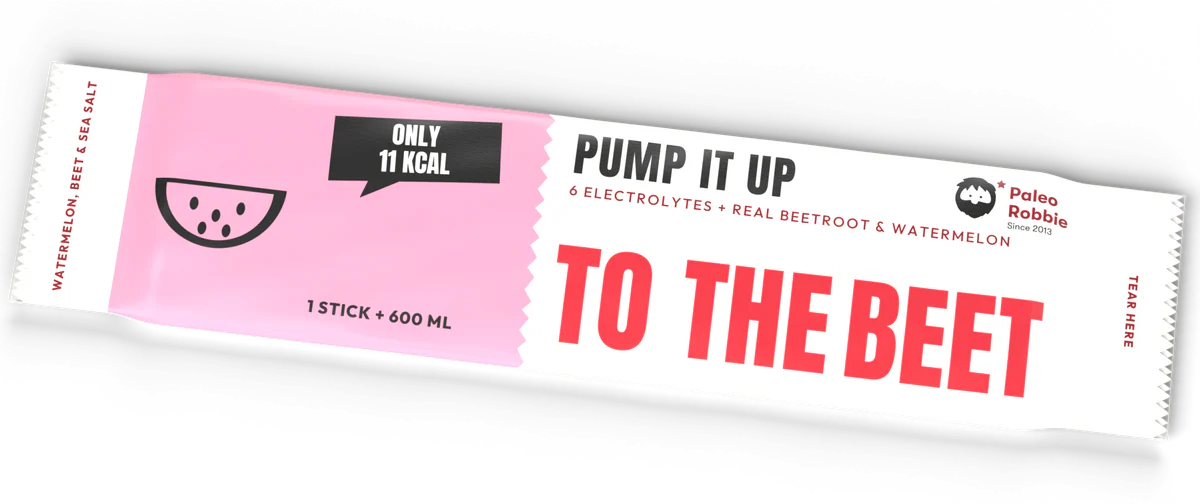 WATERMELON, BEET & SEA SALT
ONLY
11 KCAL
1 STICK + 600 ML
PUMP IT UP
6 ELECTROLYTES + REAL BEETROOT & WATERMELON
Paleo
Robbie
Since 2013
TO THE BEET
TEAR HERE